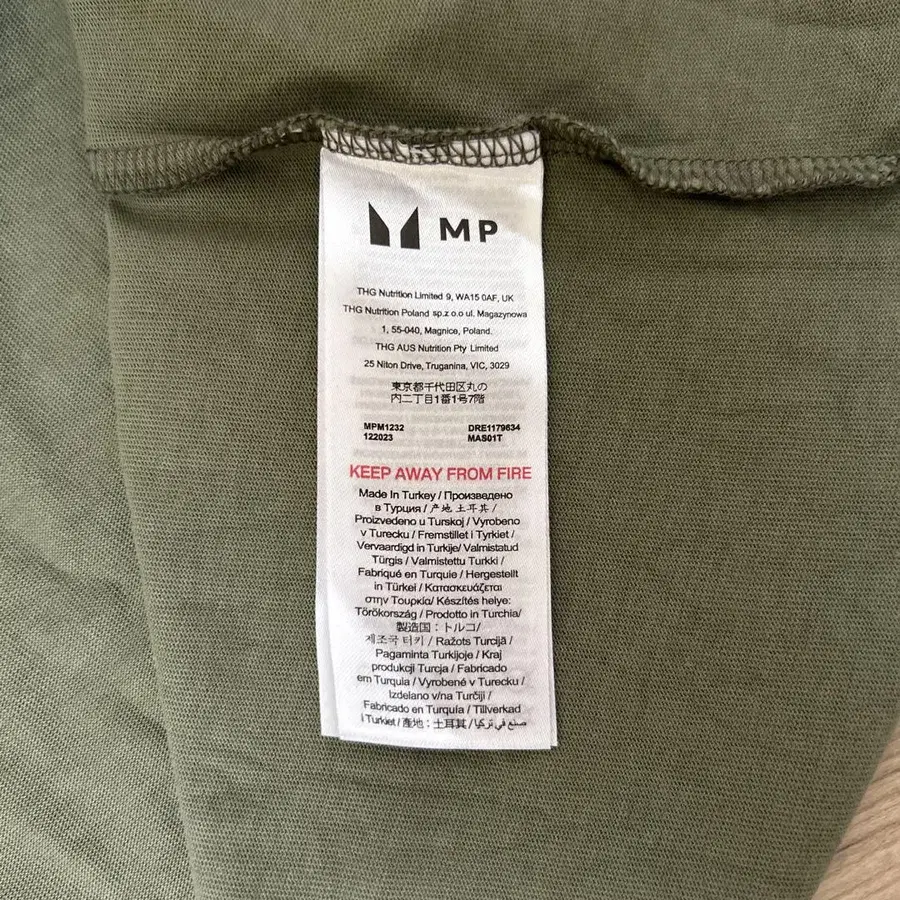 MP
THG Nutrition Limited 9, WA15 0AF, UK
THG Nutrition Poland sp.z o.o ul. Magazynowa
1, 55-040, Magnice, Poland.
THG AUS Nutrition Pty Limited
25 Niton Drive, Truganina, VIC, 3029
東京都千代田区丸の
内二丁目1番1号7階
MPM1232 DRE1179634
122023 MAS01T
KEEP AWAY FROM FIRE
Made In Turkey / Произведено
в Турция / 产地 土耳其 /
Proizvedeno u Turskoj / Vyrobeno
v Turecku / Fremstillet i Tyrkiet /
Vervaardigd in Turkije/ Valmistatud
Türgis / Valmistettu Turkki /
Fabriqué en Turquie / Hergestellt
in Türkei / Κατασκευάζεται
στην Τουρκία/ Készítés helye:
Törökország / Prodotto in Turchia/
製造国：トルコ/
제조국 터키 / Ražots Turcijā /
Pagaminta Turkijoje / Kraj
produkcji Turcja / Fabricado
em Turquia / Vyrobené v Turecku /
Izdelano v/na Turčiji /
Fabricado en Turquía / Tillverkad
i Turkiet / 產地：土耳其 / صنع في تركيا